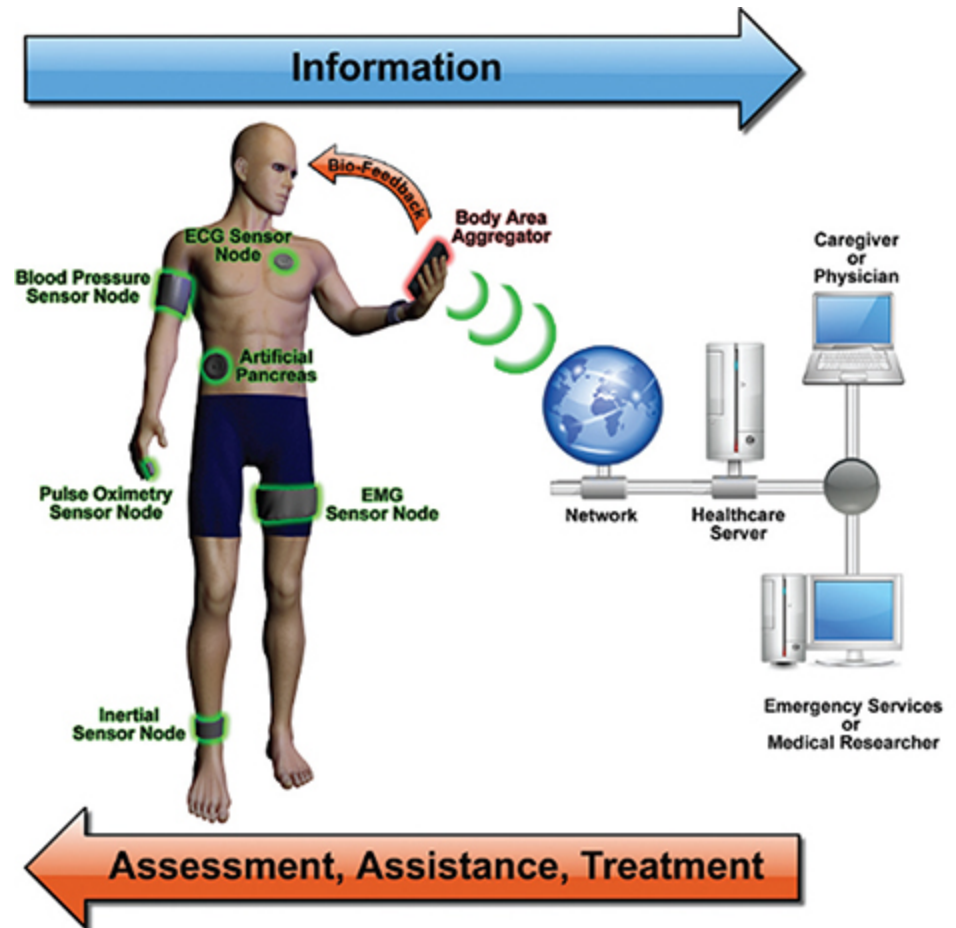 Information
Bio-Feedback
Body Area
Aggregator
ECG Sensor
Node
Blood Pressure
Sensor Node
Caregiver
or
Physician
Artificial
Pancreas
Pulse Oximetry
Sensor Node
EMG
Sensor Node
Network
Healthcare
Server
Inertial
Sensor Node
Emergency Services
or
Medical Researcher
Assessment, Assistance, Treatment